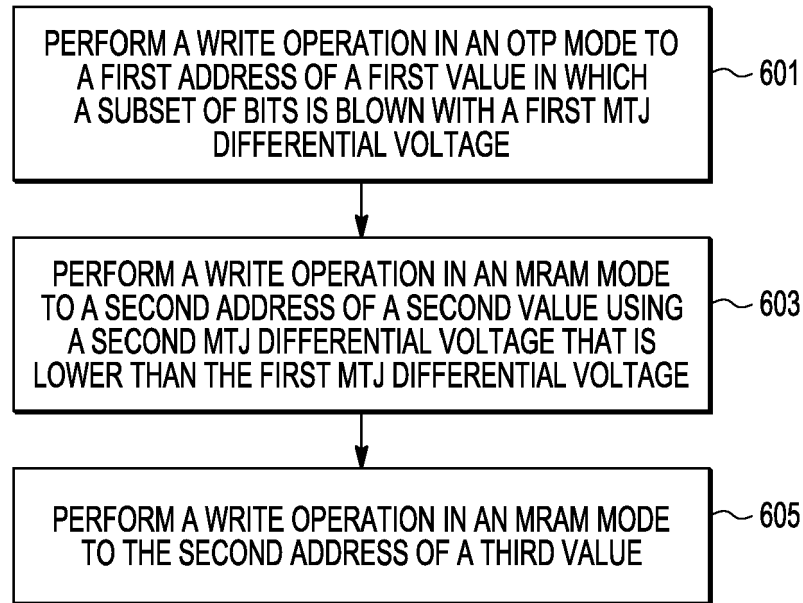 PERFORM A WRITE OPERATION IN AN OTP MODE TO
A FIRST ADDRESS OF A FIRST VALUE IN WHICH
A SUBSET OF BITS IS BLOWN WITH A FIRST MTJ
DIFFERENTIAL VOLTAGE
601
PERFORM A WRITE OPERATION IN AN MRAM MODE
TO A SECOND ADDRESS OF A SECOND VALUE USING
A SECOND MTJ DIFFERENTIAL VOLTAGE THAT IS
LOWER THAN THE FIRST MTJ DIFFERENTIAL VOLTAGE
603
PERFORM A WRITE OPERATION IN AN MRAM MODE
TO THE SECOND ADDRESS OF A THIRD VALUE
605